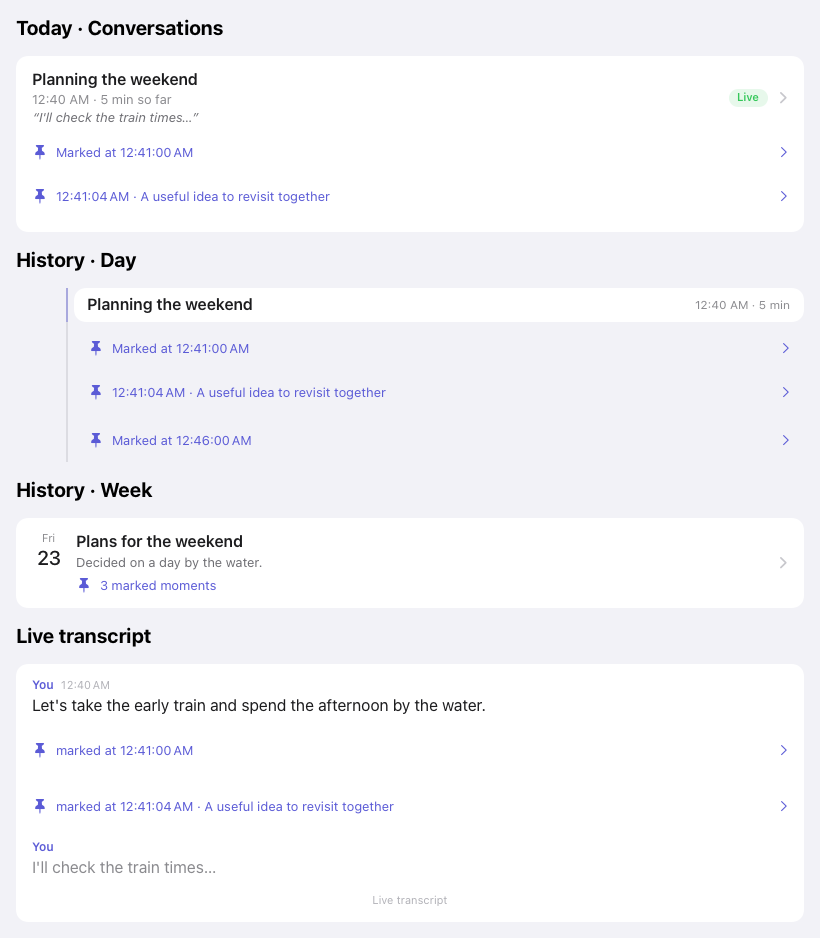 Today · Conversations
Planning the weekend
12:40 AM · 5 min so far
“I'll check the train times…”
Live
Marked at 12:41:00 AM
12:41:04 AM · A useful idea to revisit together
History · Day
Planning the weekend
12:40 AM · 5 min
Marked at 12:41:00 AM
12:41:04 AM · A useful idea to revisit together
Marked at 12:46:00 AM
History · Week
Fri
23
Plans for the weekend
Decided on a day by the water.
3 marked moments
Live transcript
You 12:40 AM
Let's take the early train and spend the afternoon by the water.
marked at 12:41:00 AM
marked at 12:41:04 AM · A useful idea to revisit together
You
I'll check the train times…
Live transcript